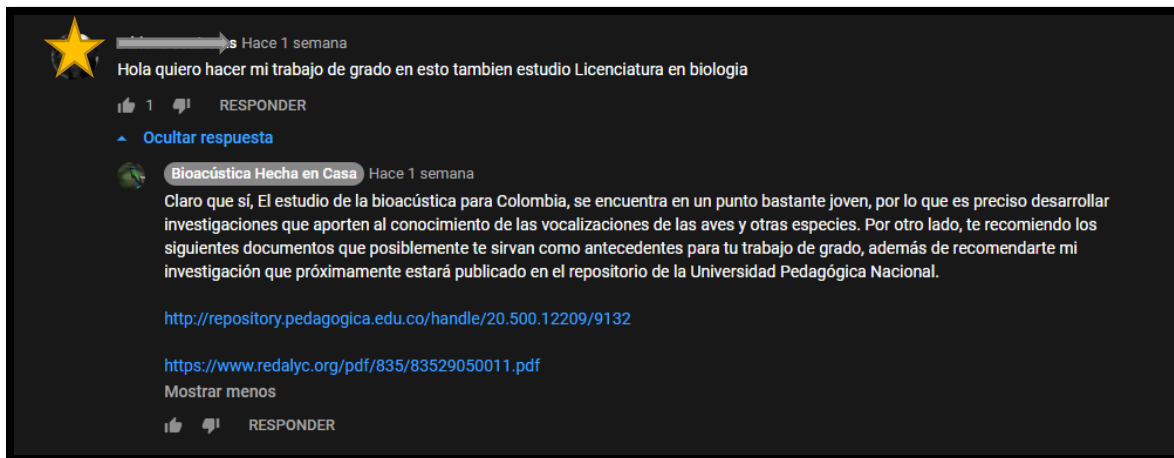 Hace 1 semana
Hola quiero hacer mi trabajo de grado en esto tambien estudio Licenciatura en biologia
1 RESPONDER
Ocultar respuesta
Bioacústica Hecha en Casa Hace 1 semana
Claro que sí, El estudio de la bioacústica para Colombia, se encuentra en un punto bastante joven, por lo que es preciso desarrollar
investigaciones que aporten al conocimiento de las vocalizaciones de las aves y otras especies. Por otro lado, te recomiendo los
siguientes documentos que posiblemente te sirvan como antecedentes para tu trabajo de grado, además de recomendarte mi
investigación que próximamente estará publicado en el repositorio de la Universidad Pedagógica Nacional.
http://repository.pedagogica.edu.co/handle/20.500.12209/9132
https://www.redalyc.org/pdf/835/83529050011.pdf
Mostrar menos
RESPONDER